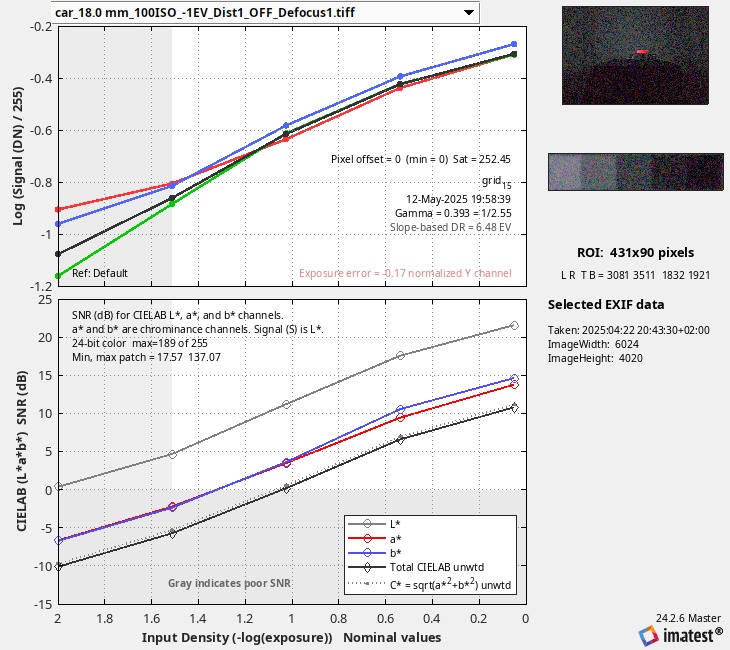 car_18.0 mm_100ISO_-1EV_Dist1_OFF_Defocus1.tiff
-0.2
-0.4
-0.6
-0.8
-1
-1.2
Log (Signal (DN) / 255)
Pixel offset = 0 (min = 0) Sat = 252.45
grid_15
12-May-2025 19:58:39
Gamma = 0.393 = 1/2.55
Slope-based DR = 6.48 EV
Ref: Default
Exposure error = -0.17 normalized Y channel
25
20
15
10
5
0
-5
-10
-15
CIELAB (L*a*b*) SNR (dB)
SNR (dB) for CIELAB L*, a*, and b* channels.
a* and b* are chrominance channels. Signal (S) is L*.
24-bit color max=189 of 255
Min, max patch = 17.57 137.07
L*
a*
b*
Total CIELAB unwtd
C* = sqrt(a*²+b*²) unwtd
Gray indicates poor SNR
2 1.8 1.6 1.4 1.2 1 0.8 0.6 0.4 0.2 0
Input Density (-log(exposure)) Nominal values
ROI: 431x90 pixels
L R T B = 3081 3511 1832 1921
Selected EXIF data
Taken: 2025:04:22 20:43:30+02:00
ImageWidth: 6024
ImageHeight: 4020
24.2.6 Master
imatest®